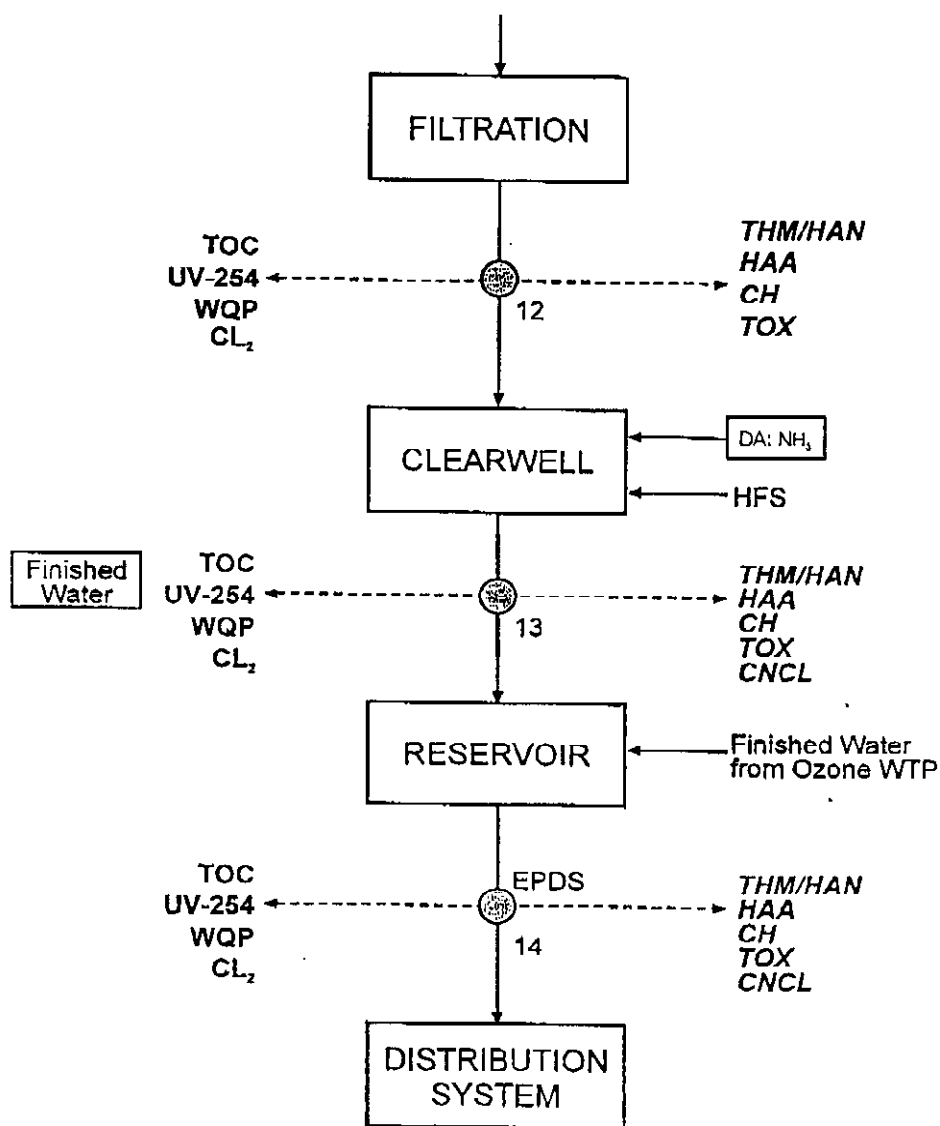 FILTRATION
TOC
UV-254
WQP
CL₂
12
THM/HAN
HAA
CH
TOX
CLEARWELL
DA: NH₃
HFS
Finished
Water
TOC
UV-254
WQP
CL₂
13
THM/HAN
HAA
CH
TOX
CNCL
RESERVOIR
Finished Water
from Ozone WTP
TOC
UV-254
WQP
CL₂
EPDS
14
THM/HAN
HAA
CH
TOX
CNCL
DISTRIBUTION
SYSTEM